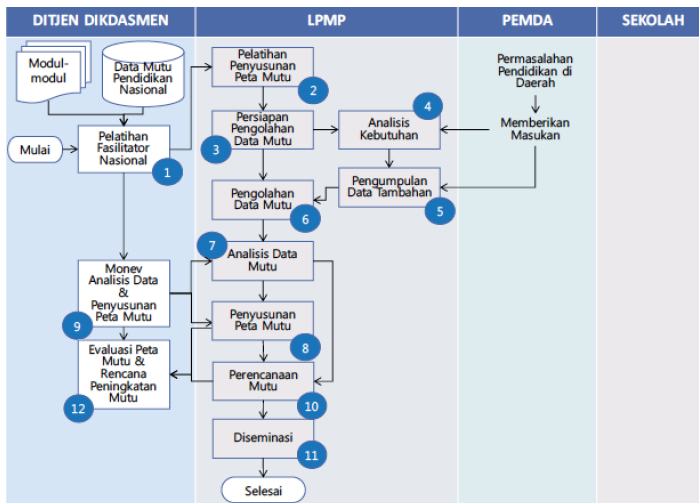 DITJEN DIKDASMEN
LPMP
PEMDA
SEKOLAH
Modul-
modul
Data Mutu
Pendidikan
Nasional
Mulai
Pelatihan
Fasilitator
Nasional
1
Pelatihan
Penyusunan
Peta Mutu
2
Persiapan
Pengolahan
Data Mutu
3
Analisis
Kebutuhan
4
Permasalahan
Pendidikan di
Daerah
Memberikan
Masukan
Pengumpulan
Data Tambahan
5
Pengolahan
Data Mutu
6
7
Analisis Data
Mutu
Monev
Analisis Data
&
Penyusunan
Peta Mutu
9
Penyusunan
Peta Mutu
8
Evaluasi Peta
Mutu &
Rencana
Peningkatan
Mutu
12
Perencanaan
Mutu
10
Diseminasi
11
Selesai